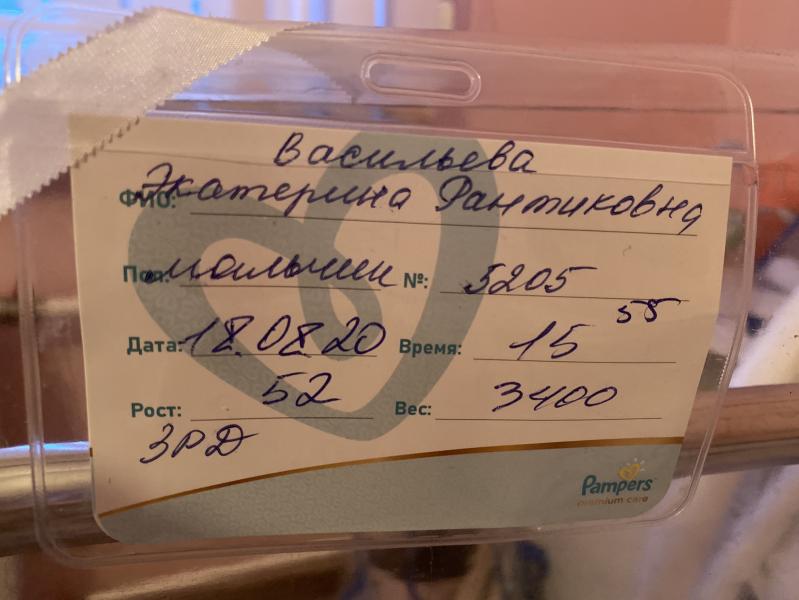 Васильева
ФИО: Екатерина Рантиковна
Пол: мальчик №: 5205
Дата: 18.08.20 Время: 15 55
Рост: 52 Вес: 3400
ЗРД
Pampers
premium care